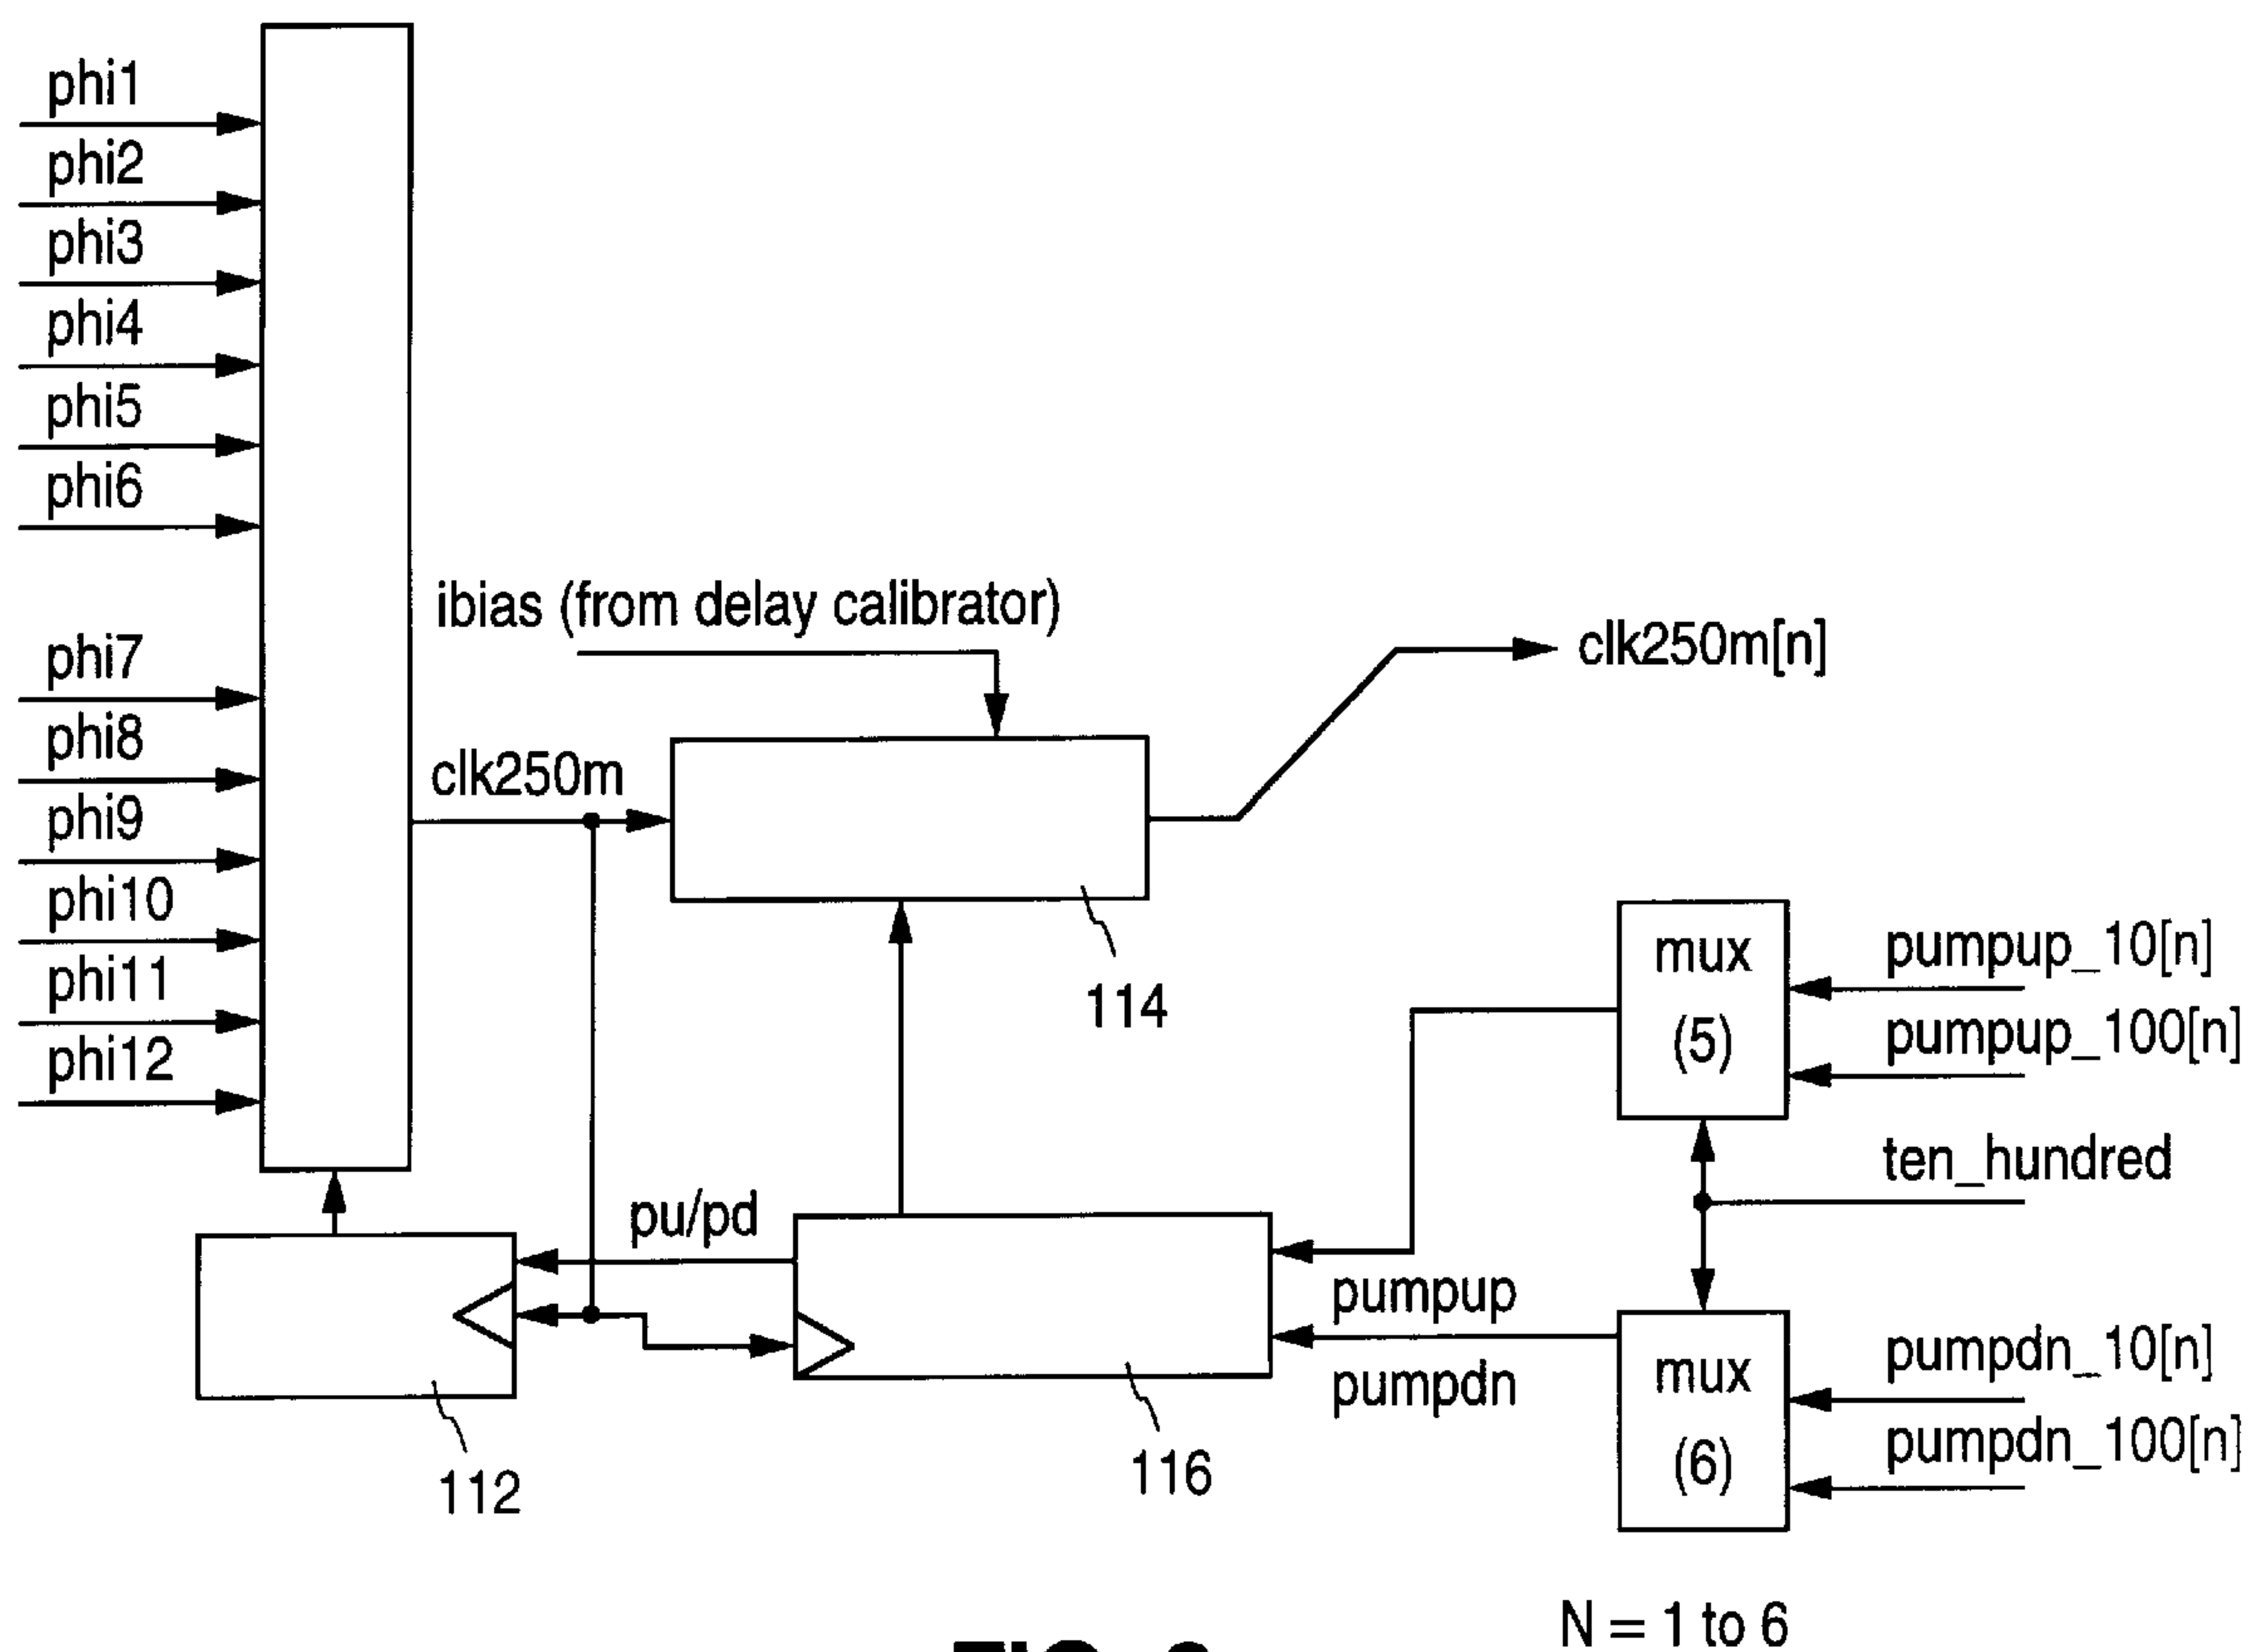 phi1
phi2
phi3
phi4
phi5
phi6
phi7
phi8
phi9
phi10
phi11
phi12
ibias (from delay calibrator)
clk250m[n]
clk250m
114
mux
(5)
pumpup_10[n]
pumpup_100[n]
ten_hundred
pu/pd
pumpup
pumpdn
mux
(6)
pumpdn_10[n]
pumpdn_100[n]
112
116
N = 1 to 6